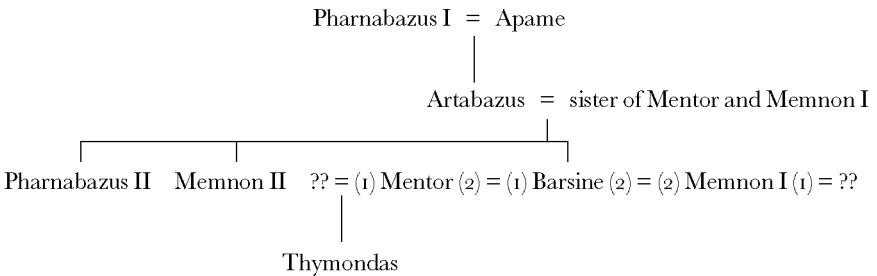 Pharnabazus I = Apame
Artabazus = sister of Mentor and Memnon I
Pharnabazus II Memnon II ?? = (1) Mentor (2) = (1) Barsine (2) = (2) Memnon I (1) = ??
Thymondas